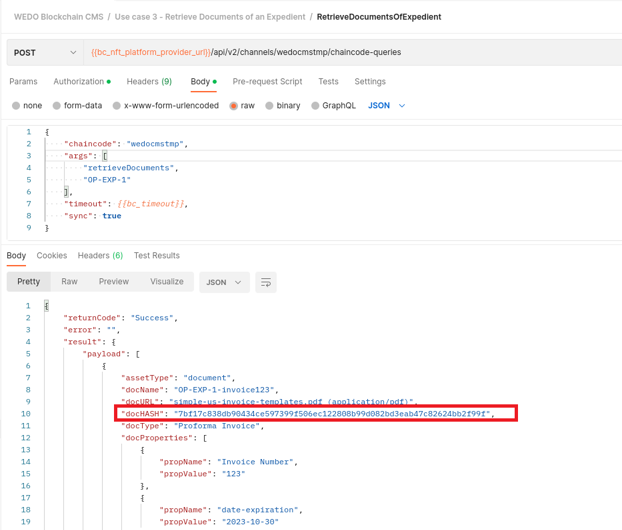 WEDO Blockchain CMS / Use case 3 - Retrieve Documents of an Expedient / RetrieveDocumentsOfExpedient
POST {{bc_nft_platform_provider_url}}/api/v2/channels/wedocmstmp/chaincode-queries
Params Authorization Headers (9) Body Pre-request Script Tests Settings
none form-data x-www-form-urlencoded raw binary GraphQL JSON
1 {
2 "chaincode": "wedocmstmp",
3 "args": [
4 "retrieveDocuments",
5 "OP-EXP-1"
6 ],
7 "timeout": {{bc_timeout}},
8 "sync": true
9 }
Body Cookies Headers (6) Test Results
Pretty Raw Preview Visualize JSON
1 {
2 "returnCode": "Success",
3 "error": "",
4 "result": {
5 "payload": [
6 {
7 "assetType": "document",
8 "docName": "OP-EXP-1-invoice123",
9 "docURL": "simple-us-invoice-templates.pdf (application/pdf)",
10 "docHASH": "7bf17c838db90434ce597399f506ec122808b99d082bd3eab47c82624bb2f99f",
11 "docType": "Proforma Invoice",
12 "docProperties": [
13 {
14 "propName": "Invoice Number",
15 "propValue": "123"
16 },
17 {
18 "propName": "date-expiration",
19 "propValue": "2023-10-30"